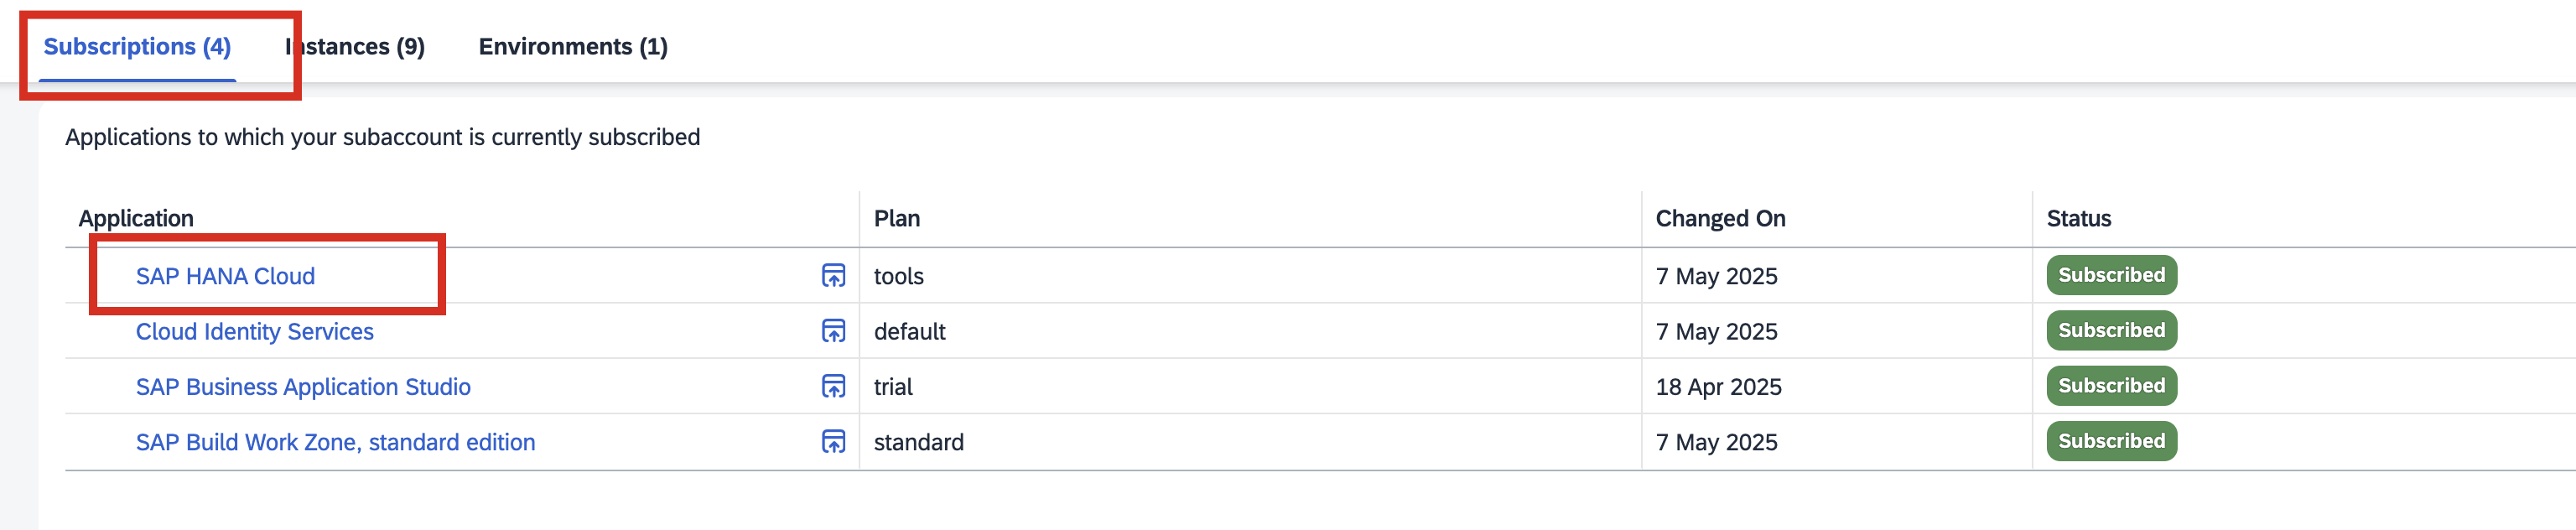 Subscriptions (4) Instances (9) Environments (1)
Applications to which your subaccount is currently subscribed
Application Plan Changed On Status
SAP HANA Cloud tools 7 May 2025 Subscribed
Cloud Identity Services default 7 May 2025 Subscribed
SAP Business Application Studio trial 18 Apr 2025 Subscribed
SAP Build Work Zone, standard edition standard 7 May 2025 Subscribed